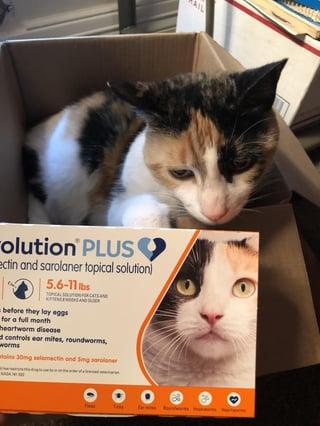 AIL
olution® PLUS
ectin and sarolaner topical solution)
5.6-11 lbs
TOPICAL SOLUTION FOR CATS AND
KITTENS 8 WEEKS AND OLDER
before they lay eggs
for a full month
heartworm disease
d controls ear mites, roundworms,
worms
tains 30mg selamectin and 5mg sarolaner
Fleas Ticks Ear mites Roundworms Hookworms Heartworms